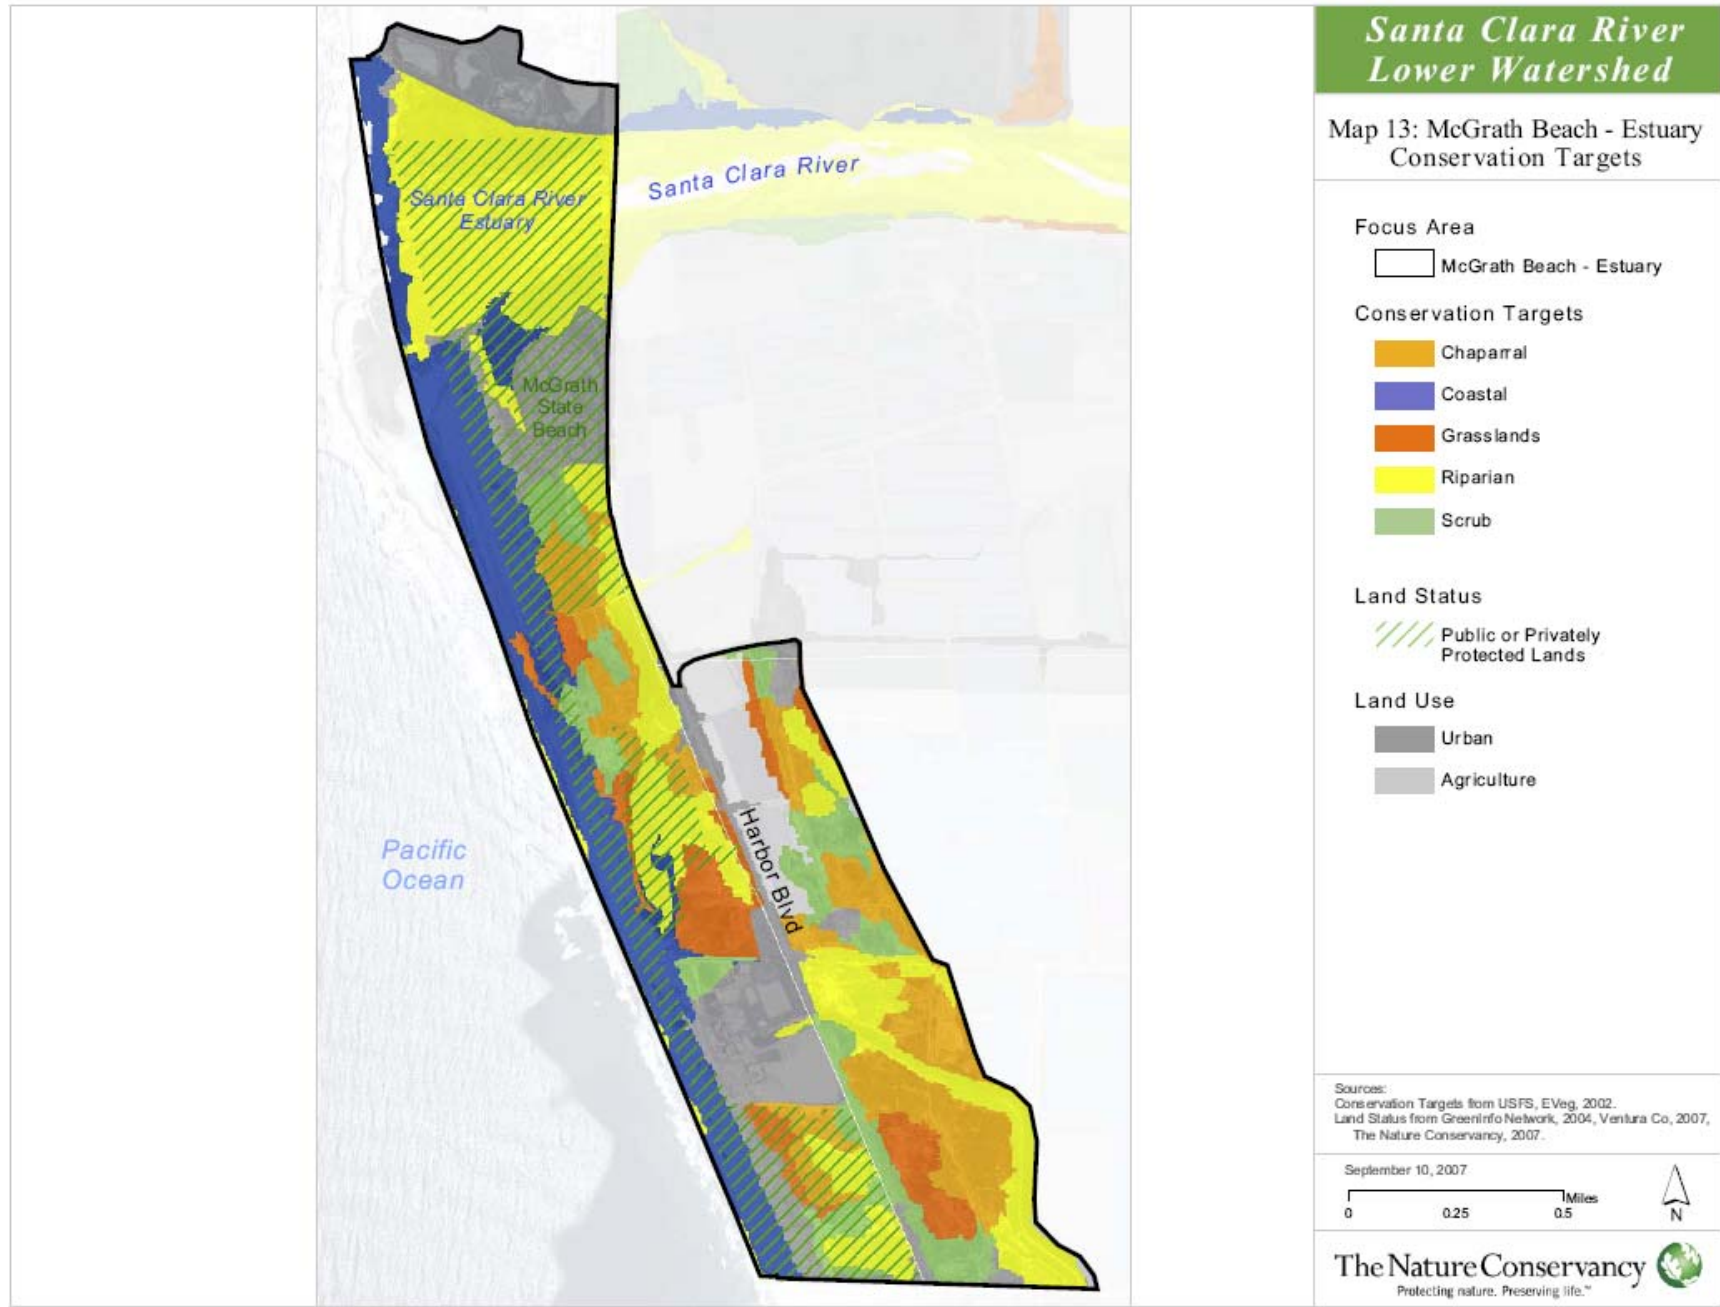 Santa Clara River
Lower Watershed
Map 13: McGrath Beach - Estuary
Conservation Targets
Focus Area
McGrath Beach - Estuary
Conservation Targets
Chaparral
Coastal
Grasslands
Riparian
Scrub
Land Status
Public or Privately
Protected Lands
Land Use
Urban
Agriculture
Santa Clara River
Estuary
Santa Clara River
McGrath
State
Beach
Harbor Blvd
Pacific
Ocean
Sources:
Conservation Targets from USFS, EVeg, 2002.
Land Status from GreenInfo Network, 2004, Ventura Co, 2007,
The Nature Conservancy, 2007.
September 10, 2007
Miles
0 0.25 0.5
N
The Nature Conservancy
Protecting nature. Preserving life.™